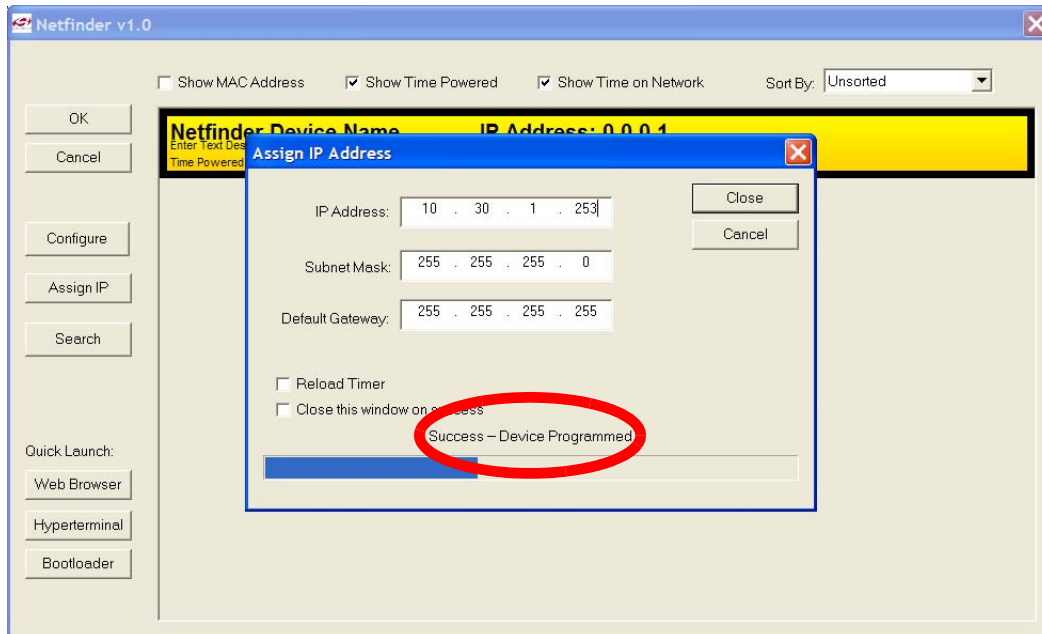 Netfinder v1.0
Show MAC Address Show Time Powered Show Time on Network Sort By: Unsorted
OK
Cancel
Configure
Assign IP
Search
Quick Launch:
Web Browser
Hyperterminal
Bootloader
Netfinder Device Name IP Address: 0.0.0.1
Enter Text Des
Time Powered
Assign IP Address
IP Address: 10 . 30 . 1 . 253
Subnet Mask: 255 . 255 . 255 . 0
Default Gateway: 255 . 255 . 255 . 255
Close
Cancel
Reload Timer
Close this window on success
Success – Device Programmed